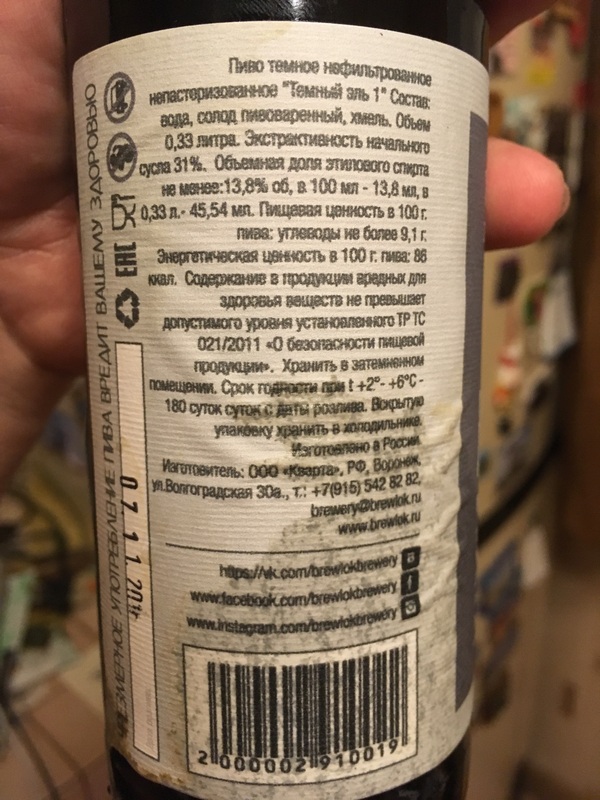 Пиво темное нефильтрованное
непастеризованное "Темный эль 1" Состав:
вода, солод пивоваренный, хмель. Объем
0,33 литра. Экстрактивность начального
сусла 31%. Объемная доля этилового спирта
не менее:13,8% об, в 100 мл - 13,8 мл, в
0,33 л.- 45,54 мл. Пищевая ценность в 100 г.
пива: углеводы не более 9,1 г.
Энергетическая ценность в 100 г. пива: 86
ккал. Содержание в продукции вредных для
здоровья веществ не превышает
допустимого уровня установленного ТР ТС
021/2011 «О безопасности пищевой
продукции». Хранить в затемненном
помещении. Срок годности при t +2°- +6°С -
180 суток суток с даты розлива. Вскрытую
упаковку хранить в холодильнике.
Изготовлено в России.
Изготовитель: ООО «Кварта», РФ, Воронеж,
ул.Волгоградская 30а., т.: +7(915) 542 82 82,
brewery@brewlok.ru
www.brewlok.ru
https://vk.com/brewlokbrewery
www.facebook.com/brewlokbrewery
www.instagram.com/brewlokbrewery
2 000002 910019
ЧРЕЗМЕРНОЕ УПОТРЕБЛЕНИЕ ПИВА ВРЕДИТ ВАШЕМУ ЗДОРОВЬЮ
EAC
07.11.20